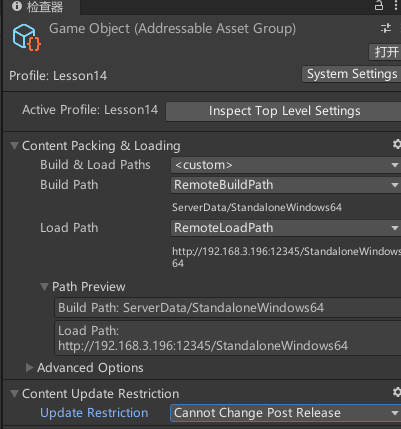 检查器
Game Object (Addressable Asset Group)
打开
Profile: Lesson14
System Settings
Active Profile: Lesson14
Inspect Top Level Settings
Content Packing & Loading
Build & Load Paths
<custom>
Build Path
RemoteBuildPath
ServerData/StandaloneWindows64
Load Path
RemoteLoadPath
http://192.168.3.196:12345/StandaloneWindows
64
Path Preview
Build Path: ServerData/StandaloneWindows64
Load Path:
http://192.168.3.196:12345/StandaloneWindows64
Advanced Options
Content Update Restriction
Update Restriction
Cannot Change Post Release